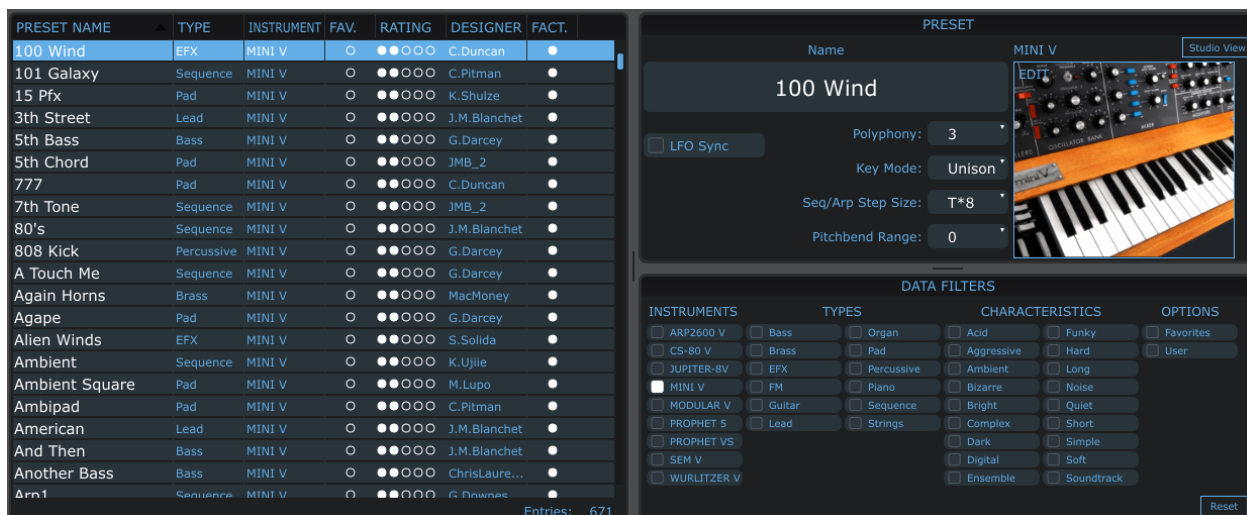 PRESET NAME TYPE INSTRUMENT FAV. RATING DESIGNER FACT.
100 Wind EFX MINI V C.Duncan
101 Galaxy Sequence MINI V C.Pitman
15 Pfx Pad MINI V K.Shulze
3th Street Lead MINI V J.M.Blanchet
5th Bass Bass MINI V G.Darcey
5th Chord Pad MINI V JMB_2
777 Pad MINI V C.Duncan
7th Tone Sequence MINI V JMB_2
80's Sequence MINI V J.M.Blanchet
808 Kick Percussive MINI V G.Darcey
A Touch Me Sequence MINI V G.Darcey
Again Horns Brass MINI V MacMoney
Agape Pad MINI V G.Darcey
Alien Winds EFX MINI V S.Solida
Ambient Sequence MINI V K.Ujiie
Ambient Square Pad MINI V M.Lupo
Ambipad Pad MINI V C.Pitman
American Lead MINI V J.M.Blanchet
And Then Bass MINI V J.M.Blanchet
Another Bass Bass MINI V ChrisLaure...
Arp1 Sequence MINI V G.Downes
Entries: 671
PRESET
Name MINI V Studio View
100 Wind
EDIT
LFO Sync
Polyphony: 3
Key Mode: Unison
Seq/Arp Step Size: T*8
Pitchbend Range: 0
OSCILLATOR BANK
MIXER
mini V
DATA FILTERS
INSTRUMENTS TYPES CHARACTERISTICS OPTIONS
ARP2600 V Bass Organ Acid Funky Favorites
CS-80 V Brass Pad Aggressive Hard User
JUPITER-8V EFX Percussive Ambient Long
MINI V FM Piano Bizarre Noise
MODULAR V Guitar Sequence Bright Quiet
PROPHET 5 Lead Strings Complex Short
PROPHET VS Dark Simple
SEM V Digital Soft
WURLITZER V Ensemble Soundtrack
Reset